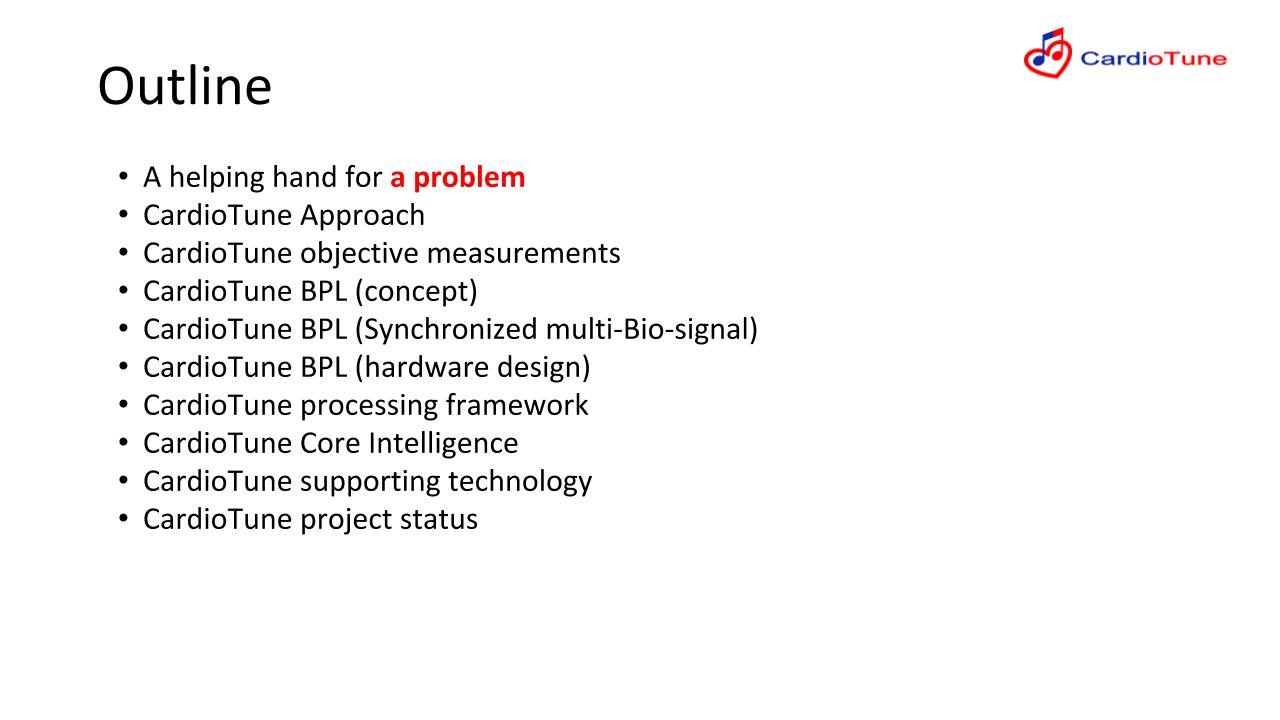 CardioTune
Outline
• A helping hand for a problem
• CardioTune Approach
• CardioTune objective measurements
• CardioTune BPL (concept)
• CardioTune BPL (Synchronized multi-Bio-signal)
• CardioTune BPL (hardware design)
• CardioTune processing framework
• CardioTune Core Intelligence
• CardioTune supporting technology
• CardioTune project status